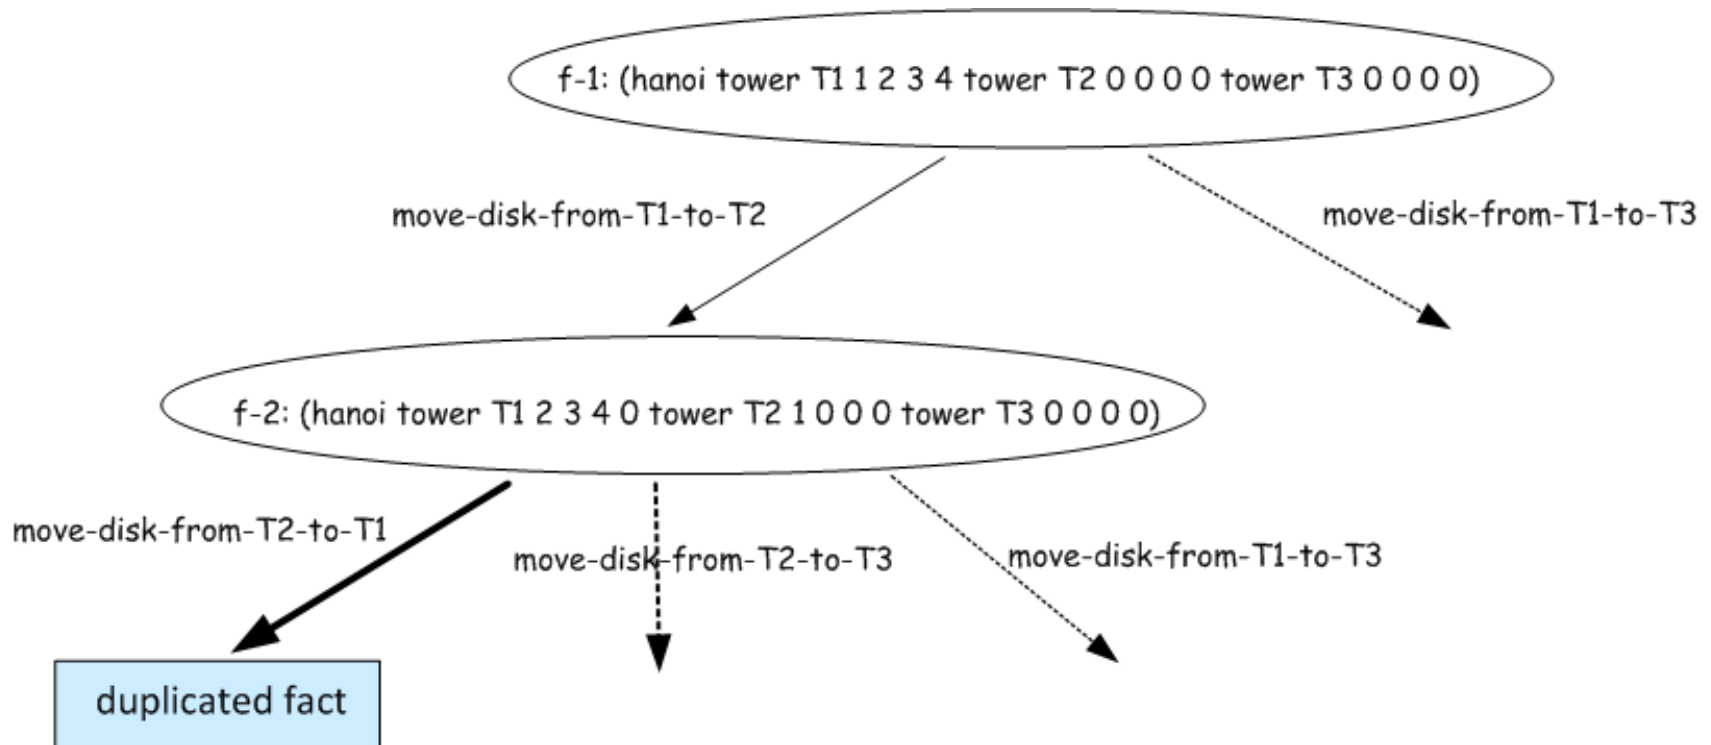 f-1: (hanoi tower T1 1 2 3 4 tower T2 0 0 0 0 tower T3 0 0 0 0)
move-disk-from-T1-to-T2
move-disk-from-T1-to-T3
f-2: (hanoi tower T1 2 3 4 0 tower T2 1 0 0 0 tower T3 0 0 0 0)
move-disk-from-T2-to-T1
move-disk-from-T2-to-T3
move-disk-from-T1-to-T3
duplicated fact